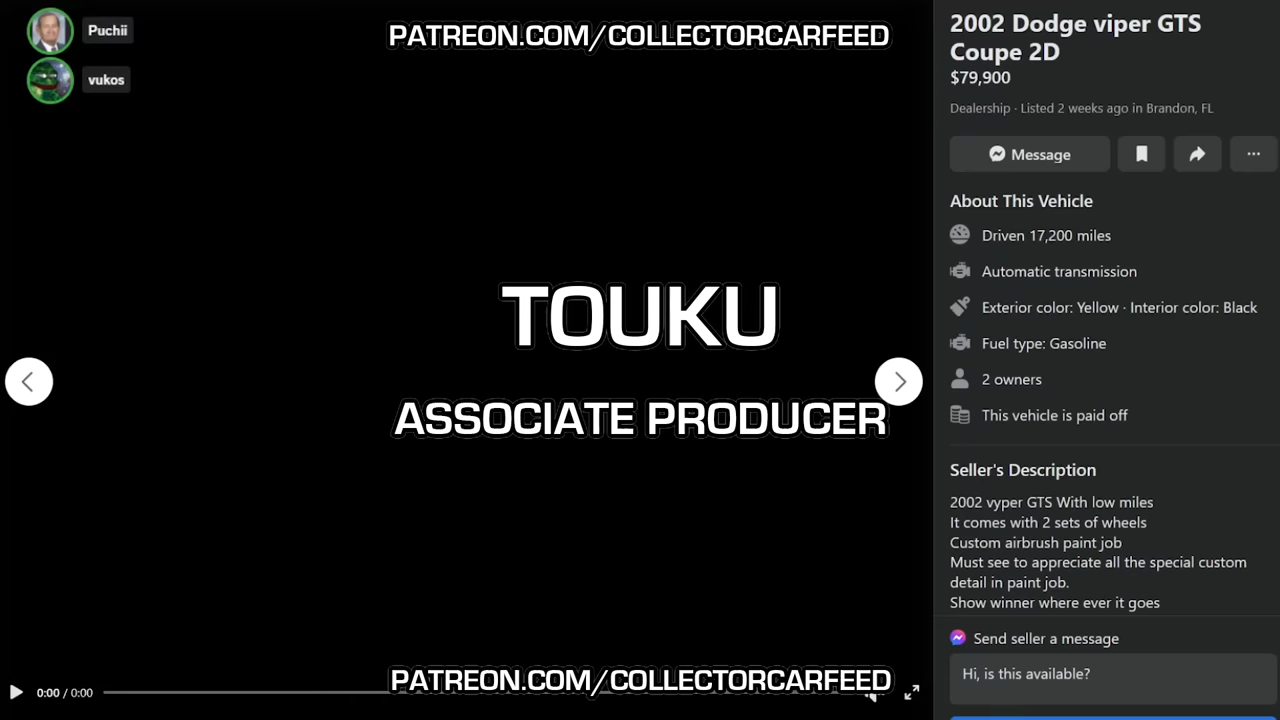 Puchii
vukos
PATREON.COM/COLLECTORCARFEED
TOUKU
ASSOCIATE PRODUCER
0:00 / 0:00
PATREON.COM/COLLECTORCARFEED
2002 Dodge viper GTS
Coupe 2D
$79,900
Dealership · Listed 2 weeks ago in Brandon, FL
Message
About This Vehicle
Driven 17,200 miles
Automatic transmission
Exterior color: Yellow · Interior color: Black
Fuel type: Gasoline
2 owners
This vehicle is paid off
Seller's Description
2002 vyper GTS With low miles
It comes with 2 sets of wheels
Custom airbrush paint job
Must see to appreciate all the special custom
detail in paint job.
Show winner where ever it goes
Send seller a message
Hi, is this available?